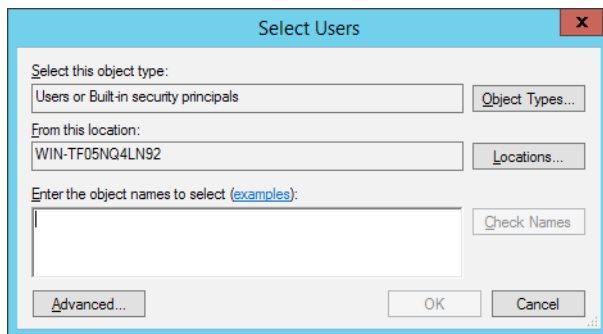 Select Users
x
Select this object type:
Users or Built-in security principals
Object Types...
From this location:
WIN-TF05NQ4LN92
Locations...
Enter the object names to select (examples):
Check Names
Advanced...
OK
Cancel